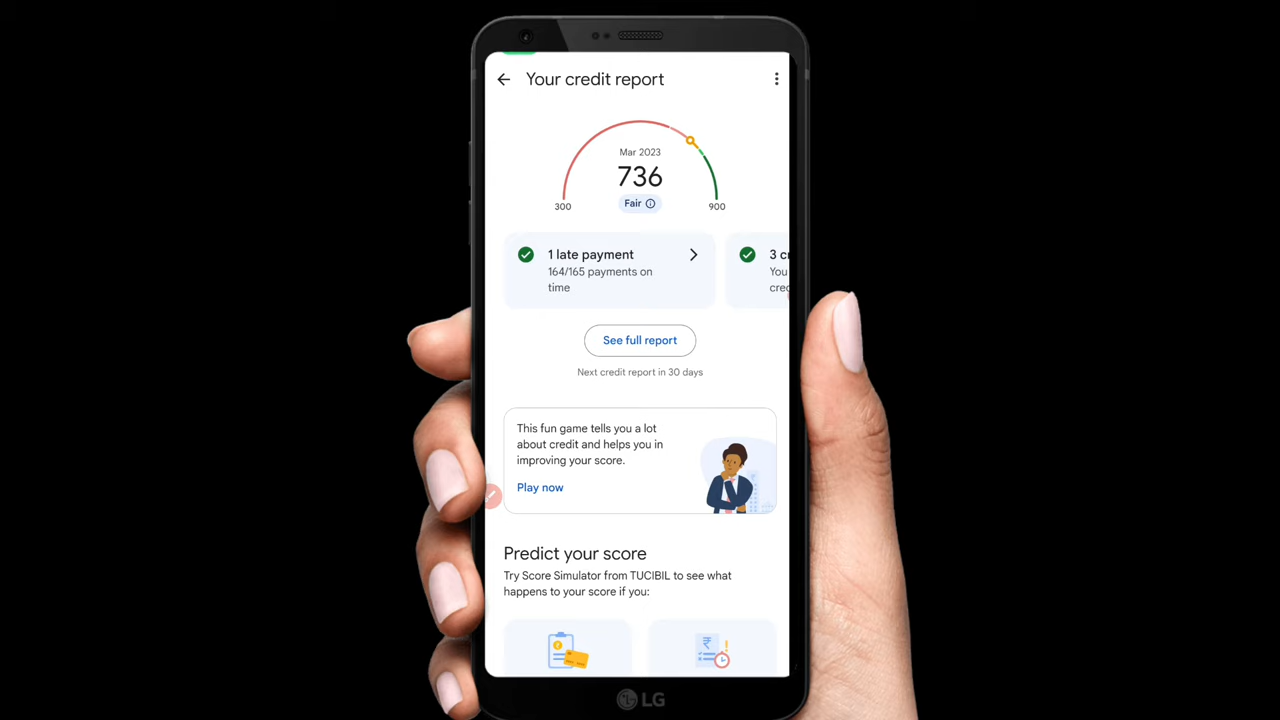 Your credit report
Mar 2023
736
Fair
300
900
1 late payment
164/165 payments on
time
3
You
See full report
Next credit report in 30 days
This fun game tells you a lot
about credit and helps you in
improving your score.
Play now
Predict your score
Try Score Simulator from TUCIBIL to see what
happens to your score if you:
LG